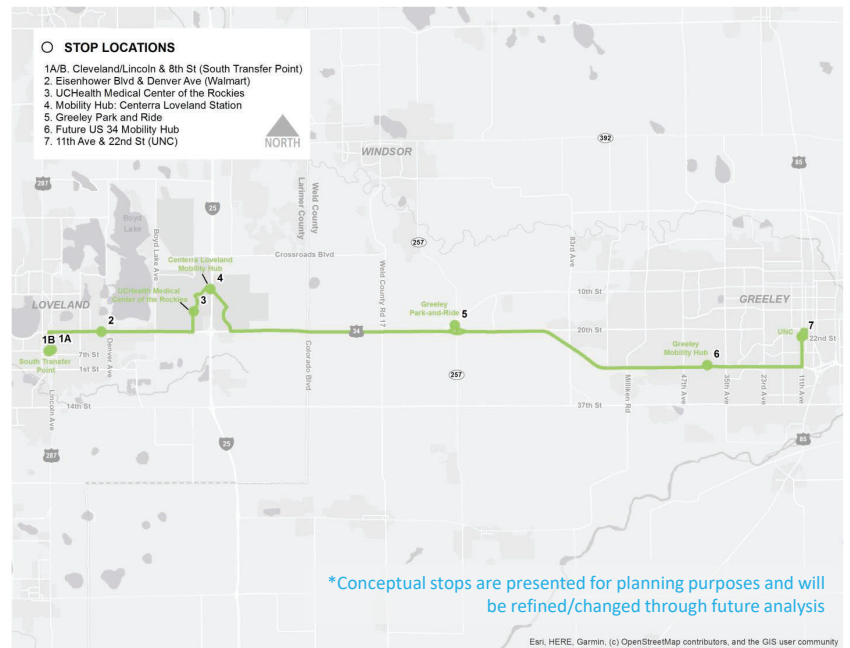 STOP LOCATIONS
1A/B. Cleveland/Lincoln & 8th St (South Transfer Point)
2. Eisenhower Blvd & Denver Ave (Walmart)
3. UCHealth Medical Center of the Rockies
4. Mobility Hub: Centerra Loveland Station
5. Greeley Park and Ride
6. Future US 34 Mobility Hub
7. 11th Ave & 22nd St (UNC)
NORTH
392
WINDSOR
85
287
25
Larimer County
Weld County
Boyd
Lake
Boyd Lake Ave
257
83rd Ave
Crossroads Blvd
Centerra Loveland
Mobility Hub
4
Weld County Rd 17
UCHealth Medical
Center of the Rockies
3
10th St
LOVELAND
GREELEY
Greeley
Park-and-Ride
5
2
34
20th St
UNC
7
22nd St
1B 1A
7th St
Denver Ave
Greeley
Mobility Hub
6
South Transfer
Point
1st St
Colorado Blvd
257
Lincoln Ave
14th St
Milliken Rd
47th Ave
35th Ave
23rd Ave
11th Ave
37th St
25
85
287
*Conceptual stops are presented for planning purposes and will
be refined/changed through future analysis
Esri, HERE, Garmin, (c) OpenStreetMap contributors, and the GIS user community